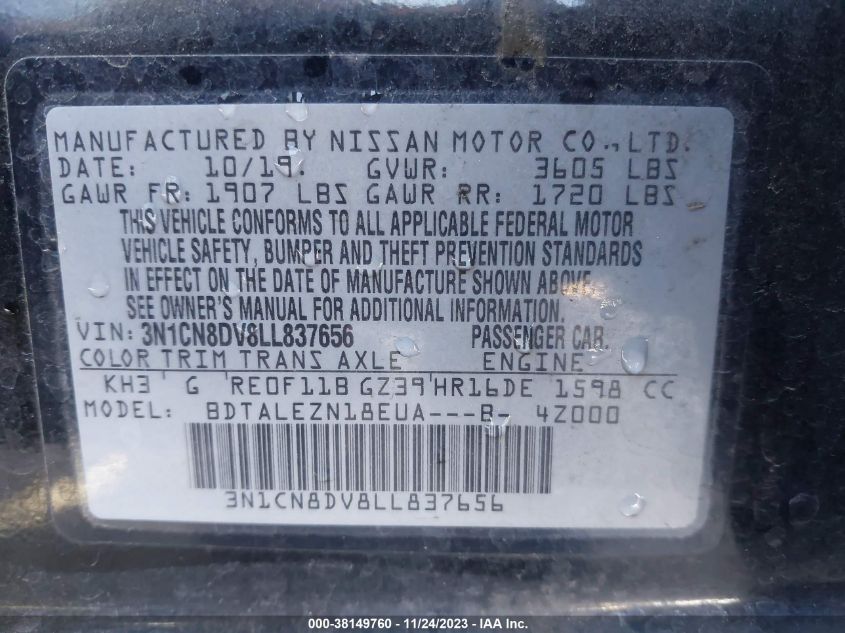 MANUFACTURED BY NISSAN MOTOR CO., LTD.
DATE: 10/19. GVWR: 3605 LBS
GAWR FR: 1907 LBS GAWR RR: 1720 LBS
THIS VEHICLE CONFORMS TO ALL APPLICABLE FEDERAL MOTOR
VEHICLE SAFETY, BUMPER AND THEFT PREVENTION STANDARDS
IN EFFECT ON THE DATE OF MANUFACTURE SHOWN ABOVE.
SEE OWNER'S MANUAL FOR ADDITIONAL INFORMATION.
VIN: 3N1CN8DV8LL837656 PASSENGER CAR.
COLOR TRIM TRANS AXLE ENGINE
KH3 G RE0F11B GZ39 HR16DE 1598 CC
MODEL: BDTALEZN18EUA---B- 4Z000
3N1CN8DV8LL837656
000-38149760 - 11/24/2023 - IAA Inc.